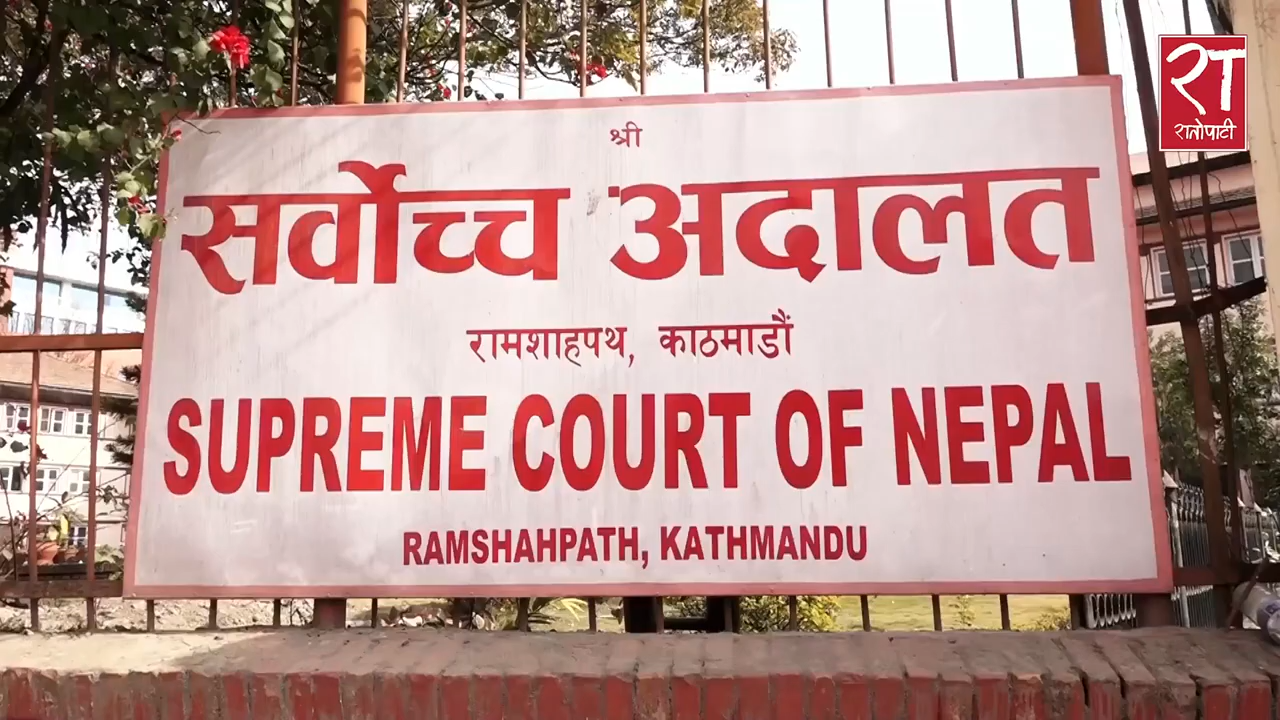 श्री
सर्वोच्च अदालत
रामशाहपथ, काठमाडौं
SUPREME COURT OF NEPAL
RAMSHAHPATH, KATHMANDU
रा
रातोपाटी